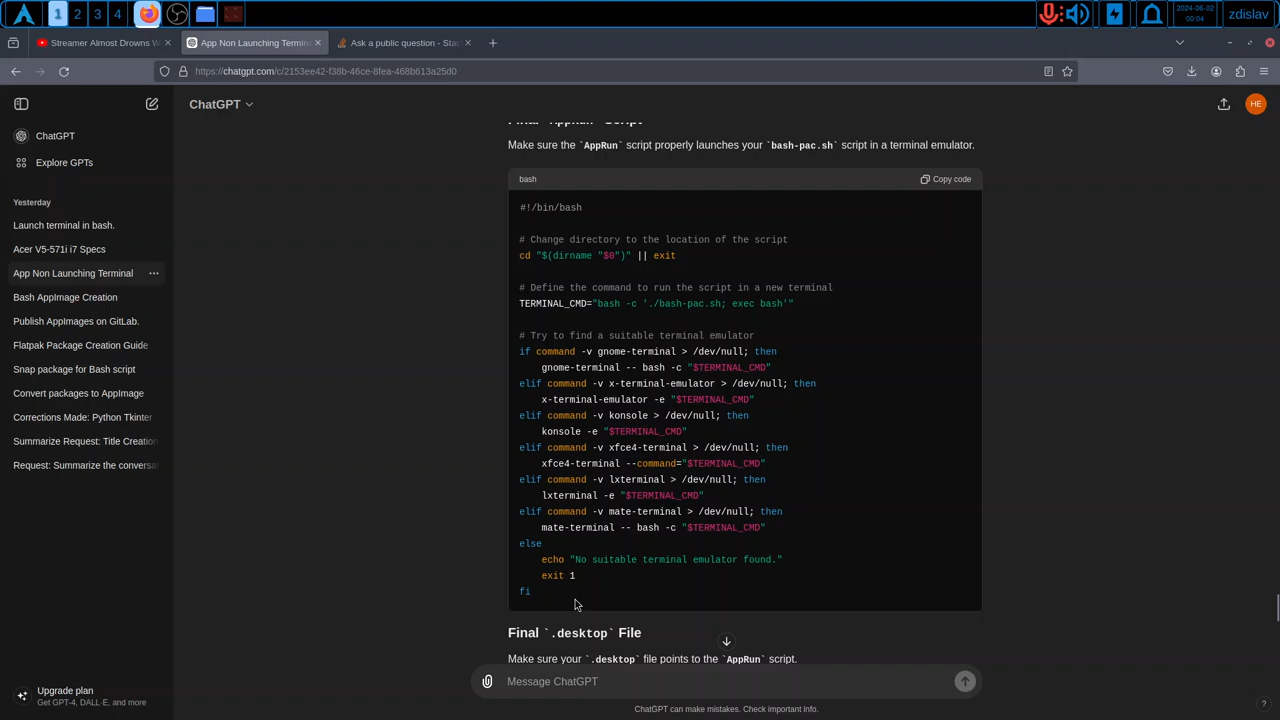 1 2 3 4
2024-06-02
00:04
zdislav
Streamer Almost Drowns W
App Non Launching Termina
Ask a public question - Stac
https://chatgpt.com/c/2153ee42-f38b-46ce-8fea-468b613a25d0
ChatGPT
HE
ChatGPT
Explore GPTs
Yesterday
Launch terminal in bash.
Acer V5-571i i7 Specs
App Non Launching Terminal
Bash AppImage Creation
Publish AppImages on GitLab.
Flatpak Package Creation Guide
Snap package for Bash script
Convert packages to AppImage
Corrections Made: Python Tkinter
Summarize Request: Title Creation
Request: Summarize the conversa
Upgrade plan
Get GPT-4, DALL·E, and more
Final `AppRun` Script
Make sure the `AppRun` script properly launches your `bash-pac.sh` script in a terminal emulator.
bash
Copy code
#!/bin/bash
# Change directory to the location of the script
cd "$(dirname "$0")" || exit
# Define the command to run the script in a new terminal
TERMINAL_CMD="bash -c './bash-pac.sh; exec bash'"
# Try to find a suitable terminal emulator
if command -v gnome-terminal > /dev/null; then
gnome-terminal -- bash -c "$TERMINAL_CMD"
elif command -v x-terminal-emulator > /dev/null; then
x-terminal-emulator -e "$TERMINAL_CMD"
elif command -v konsole > /dev/null; then
konsole -e "$TERMINAL_CMD"
elif command -v xfce4-terminal > /dev/null; then
xfce4-terminal --command="$TERMINAL_CMD"
elif command -v lxterminal > /dev/null; then
lxterminal -e "$TERMINAL_CMD"
elif command -v mate-terminal > /dev/null; then
mate-terminal -- bash -c "$TERMINAL_CMD"
else
echo "No suitable terminal emulator found."
exit 1
fi
Final `.desktop` File
Make sure your `.desktop` file points to the `AppRun` script.
Message ChatGPT
ChatGPT can make mistakes. Check important info.
?